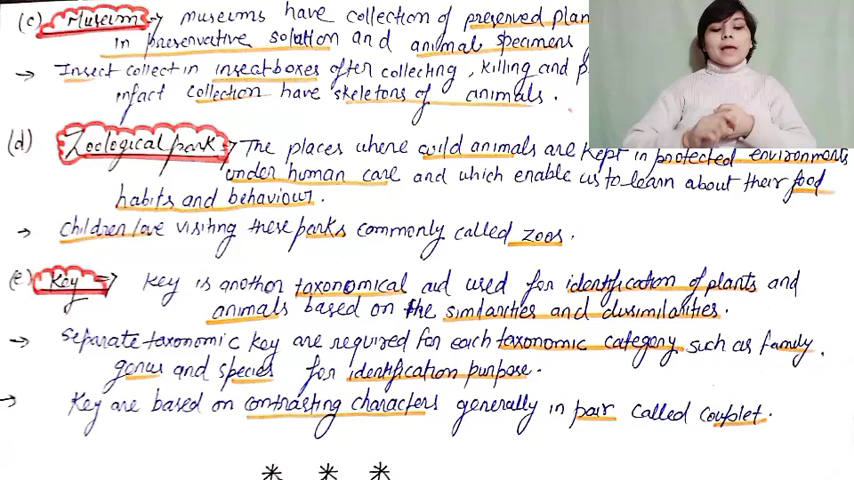 (c) Museum → museums have collection of preserved plan
in preservative solution and animal specimens
→ Insect collect in insect boxes after collecting, killing and p
infact collection have skeletons of animals.
(d) Zoological park → The places where wild animals are kept in protected environments
under human care and which enable us to learn about their food
habits and behaviour.
→ children love visiting these parks commonly called zoos.
(e) Key → Key is another taxonomical aid used for identification of plants and
animals based on the similarities and dissimilarities.
→ separate taxonomic key are required for each taxonomic category such as family,
genus and species for identification purpose.
→ Key are based on contrasting characters generally in pair called couplet.
* * *